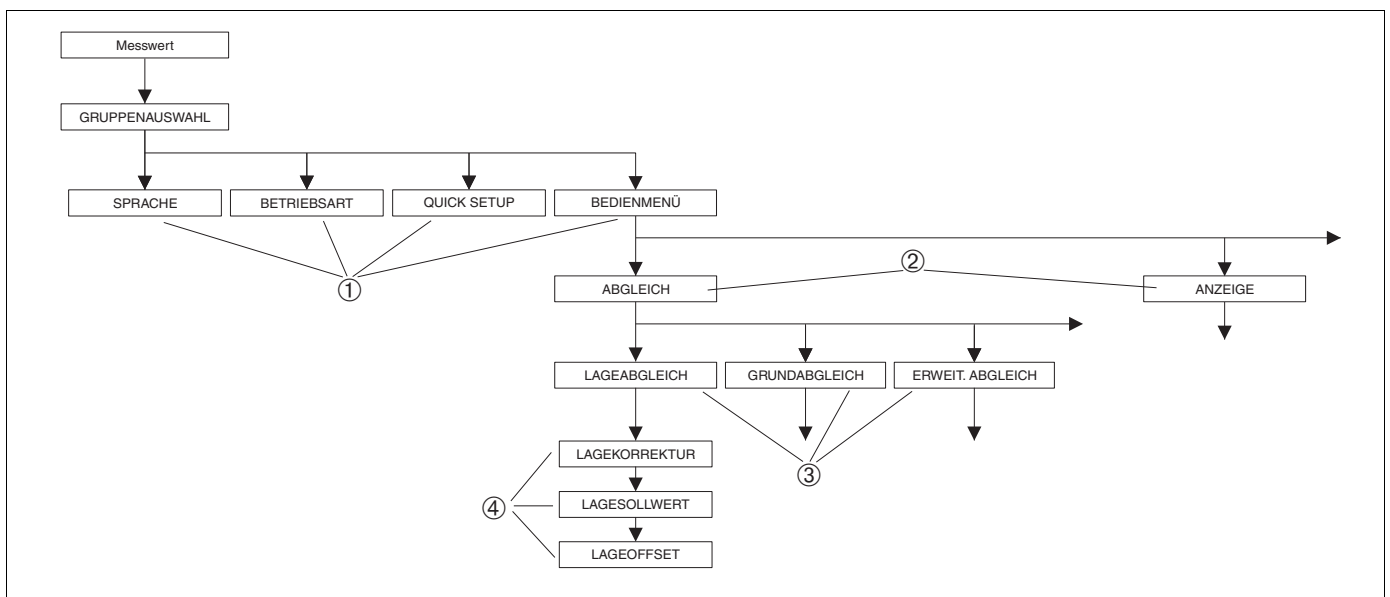 Messwert
GRUPPENAUSWAHL
SPRACHE
BETRIEBSART
QUICK SETUP
BEDIENMENÜ
①
②
ABGLEICH
ANZEIGE
LAGEABGLEICH
GRUNDABGLEICH
ERWEIT. ABGLEICH
③
LAGEKORREKTUR
④
LAGESOLLWERT
LAGEOFFSET